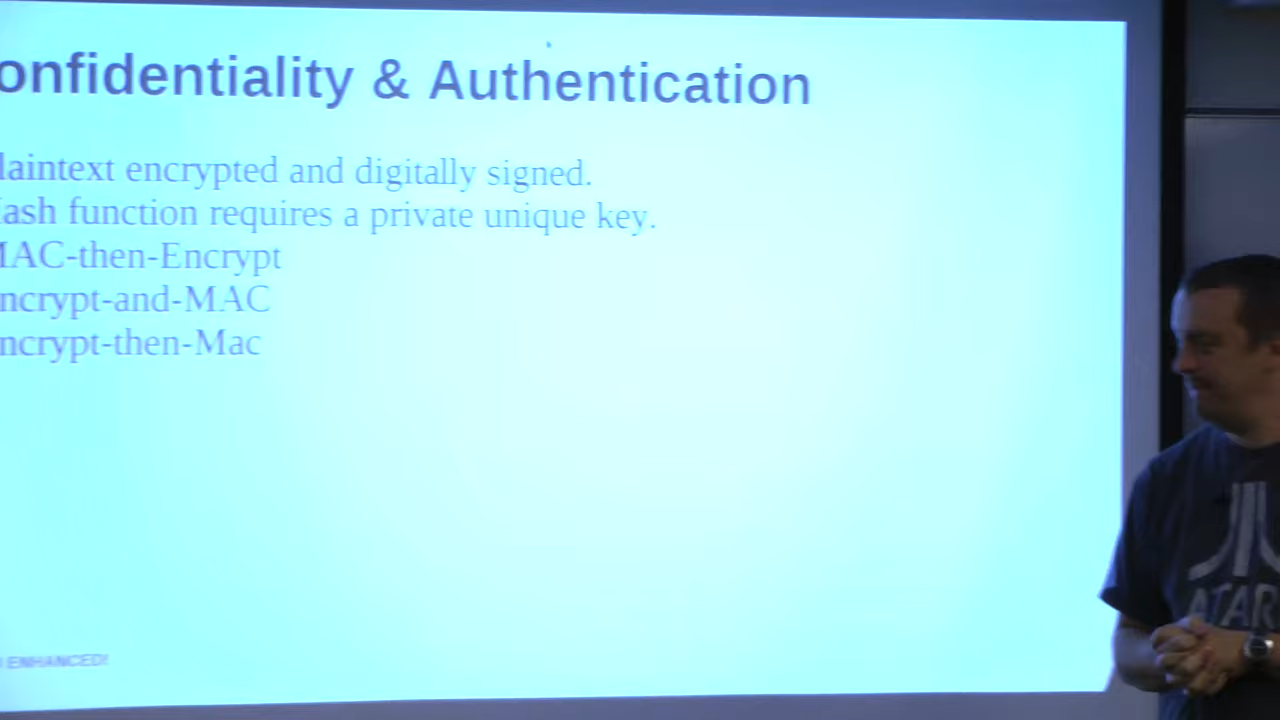 onfidentiality & Authentication
laintext encrypted and digitally signed.
ash function requires a private unique key.
MAC-then-Encrypt
ncrypt-and-MAC
ncrypt-then-Mac
ENHANCED!
ATAR